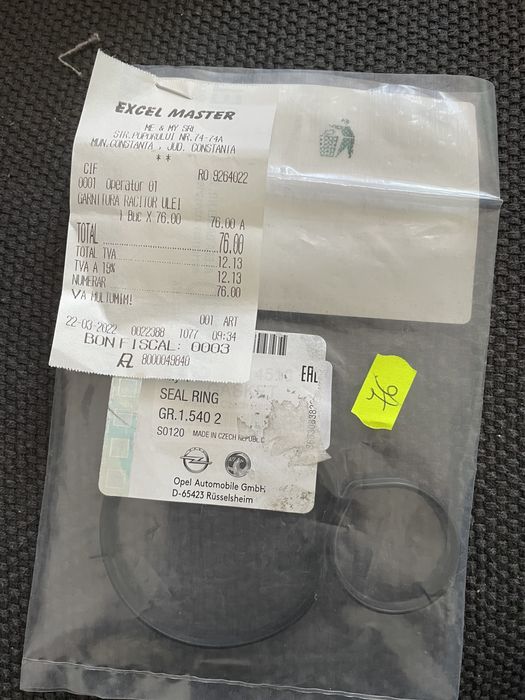 EXCEL MASTER
ME & MY SRL
STR.POPORULUI NR.74-74A
MUN.CONSTANTA , JUD. CONSTANTA
* *
CIF RO 9264022
0001 Operator 01
GARNITURA RACITOR ULEI
1 Buc X 76.00 76.00 A
TOTAL 76.00
TOTAL TVA 12.13
TVA A 19% 12.13
NUMERAR 76.00
VA MULTUMIM!
001 ART
22-03-2022 0022388 1077 09:34
BON FISCAL: 0003
8000049840
EAC
SEAL RING
GR.1.540 2
S0120 MADE IN CZECH REPUBLIC
Opel Automobile GmbH
D-65423 Rüsselsheim
76